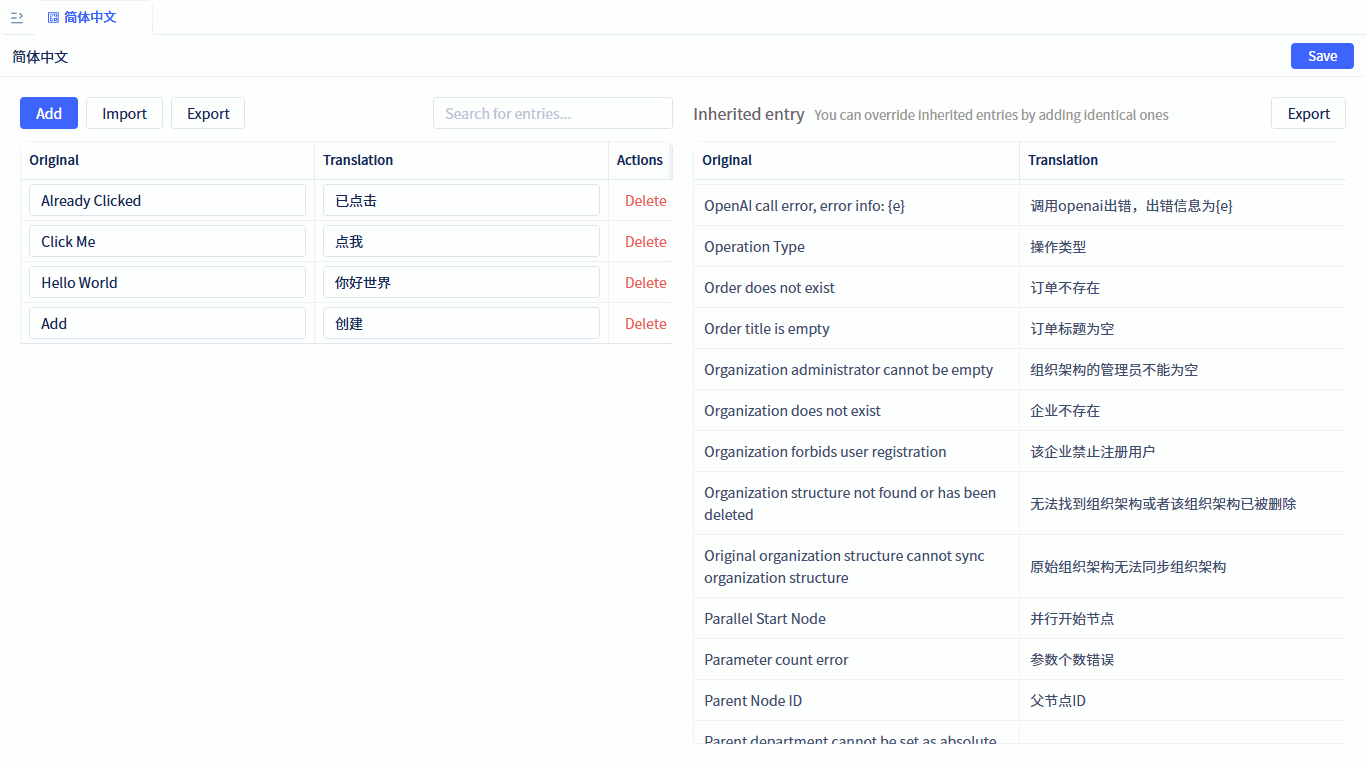 简体中文
简体中文
Save
Add
Import
Export
Search for entries...
Inherited entry You can override inherited entries by adding identical ones
Export
Original Translation Actions
Already Clicked 已点击 Delete
Click Me 点我 Delete
Hello World 你好世界 Delete
Add 创建 Delete
Original Translation
OpenAI call error, error info: {e} 调用openai出错，出错信息为{e}
Operation Type 操作类型
Order does not exist 订单不存在
Order title is empty 订单标题为空
Organization administrator cannot be empty 组织架构的管理员不能为空
Organization does not exist 企业不存在
Organization forbids user registration 该企业禁止注册用户
Organization structure not found or has been
deleted
无法找到组织架构或者该组织架构已被删除
Original organization structure cannot sync
organization structure
原始组织架构无法同步组织架构
Parallel Start Node 并行开始节点
Parameter count error 参数个数错误
Parent Node ID 父节点ID
Parent department cannot be set as absolute